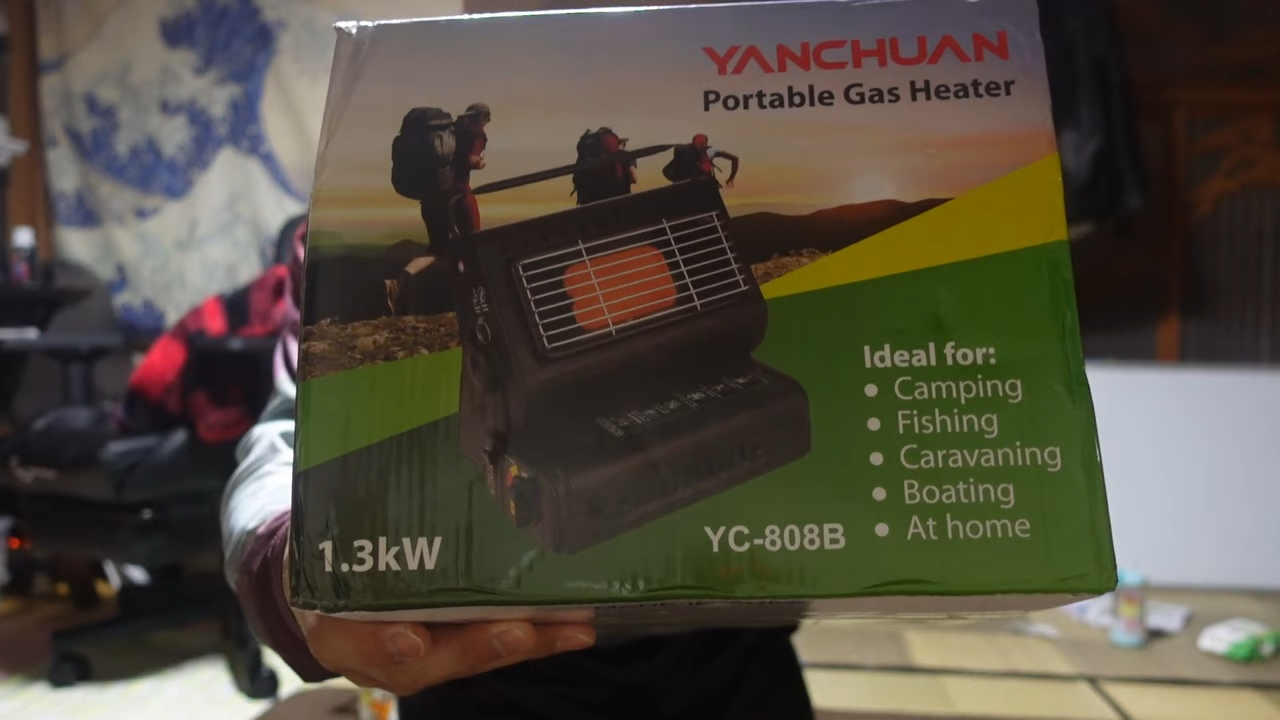 YANCHUAN
Portable Gas Heater
Ideal for:
• Camping
• Fishing
• Caravaning
• Boating
• At home
YC-808B
1.3kW